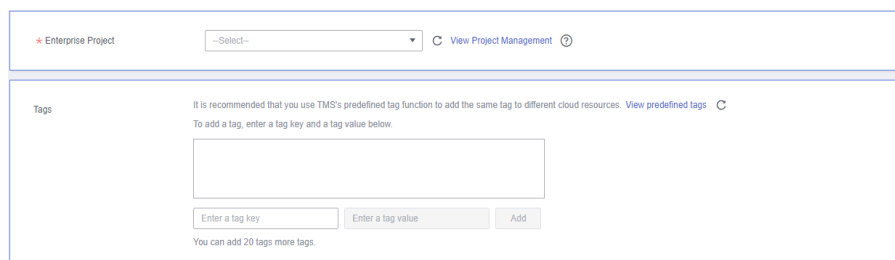 * Enterprise Project --Select-- View Project Management ?
Tags It is recommended that you use TMS's predefined tag function to add the same tag to different cloud resources. View predefined tags
To add a tag, enter a tag key and a tag value below.
Enter a tag key Enter a tag value Add
You can add 20 tags more tags.